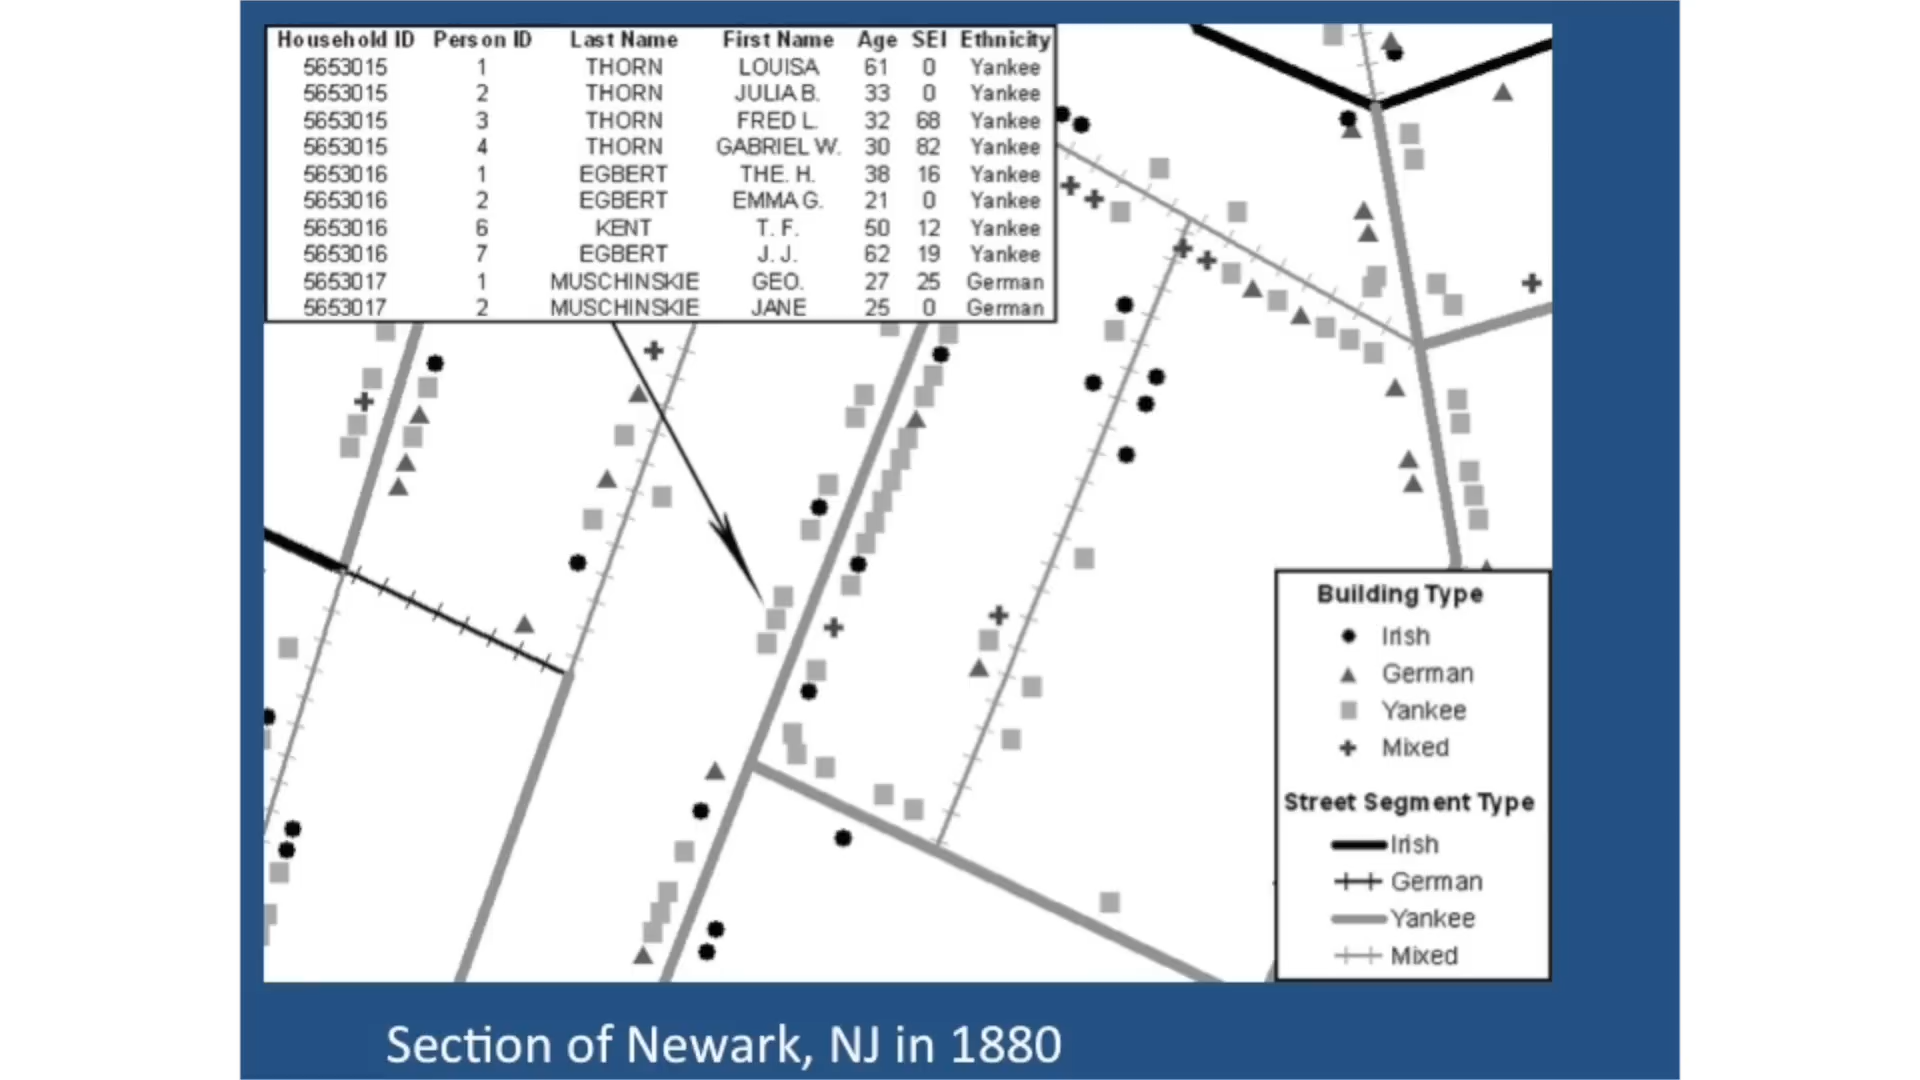 Household ID Person ID Last Name First Name Age SEI Ethnicity
5653015 1 THORN LOUISA 61 0 Yankee
5653015 2 THORN JULIA B. 33 0 Yankee
5653015 3 THORN FRED L. 32 68 Yankee
5653015 4 THORN GABRIEL W. 30 82 Yankee
5653016 1 EGBERT THE. H. 38 16 Yankee
5653016 2 EGBERT EMMA G. 21 0 Yankee
5653016 6 KENT T. F. 50 12 Yankee
5653016 7 EGBERT J. J. 62 19 Yankee
5653017 1 MUSCHINSKIE GEO. 27 25 German
5653017 2 MUSCHINSKIE JANE 25 0 German
Building Type
Irish
German
Yankee
Mixed
Street Segment Type
Irish
German
Yankee
Mixed
Section of Newark, NJ in 1880